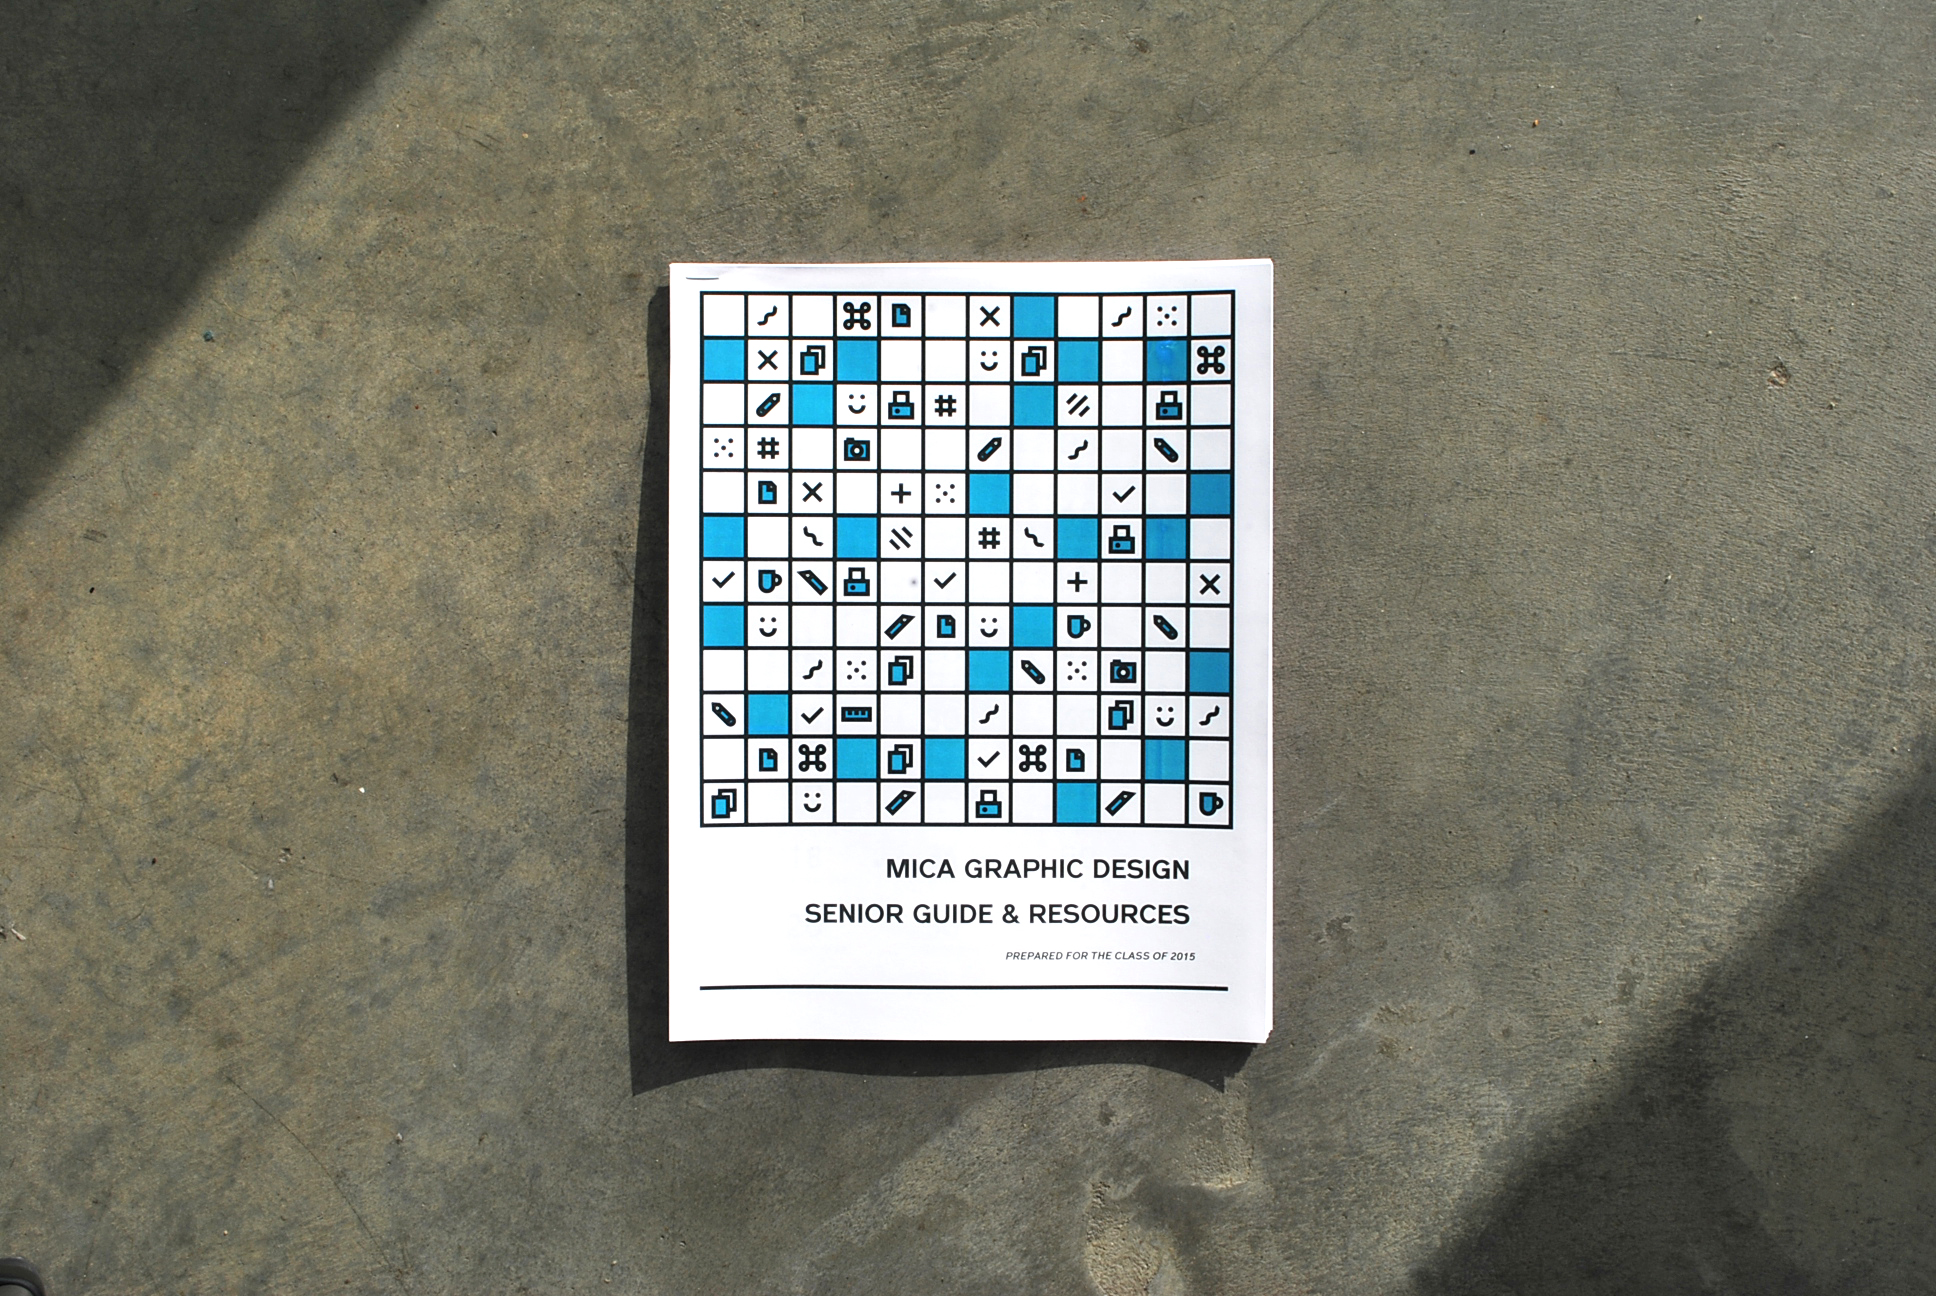 MICA GRAPHIC DESIGN
SENIOR GUIDE & RESOURCES
PREPARED FOR THE CLASS OF 2015